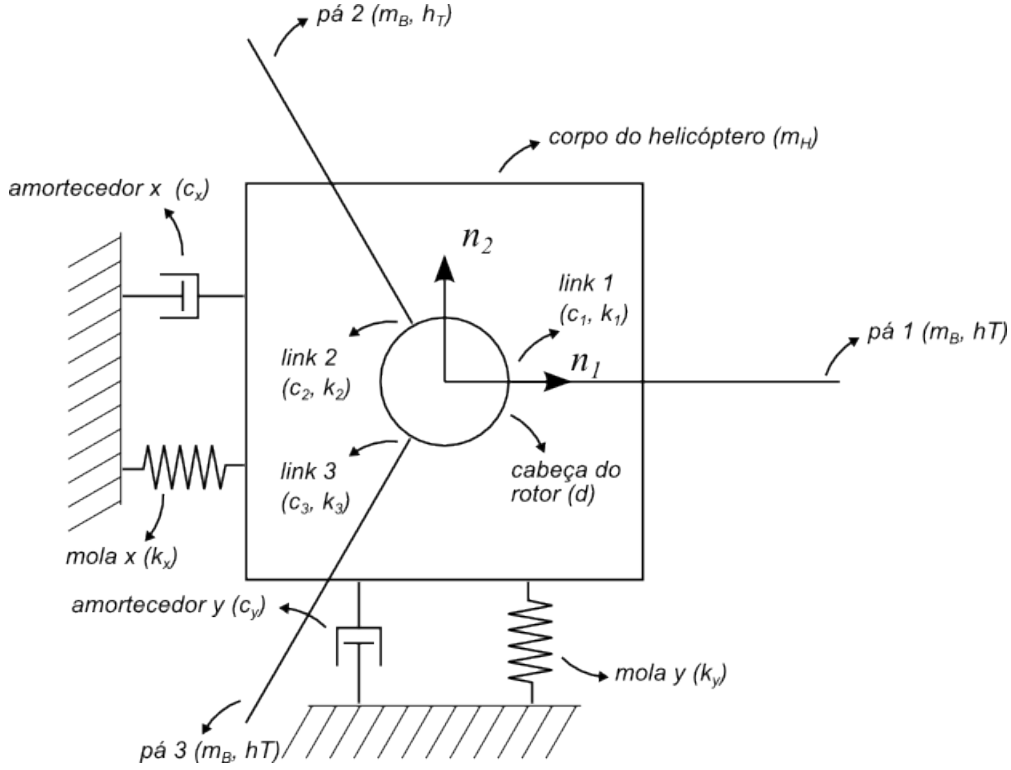 pá 2 (m_B, h_T)
corpo do helicóptero (m_H)
amortecedor x (c_x)
n_2
link 1
(c_1, k_1)
pá 1 (m_B, hT)
link 2
(c_2, k_2)
n_1
link 3
(c_3, k_3)
cabeça do
rotor (d)
mola x (k_x)
amortecedor y (c_y)
mola y (k_y)
pá 3 (m_B, hT)